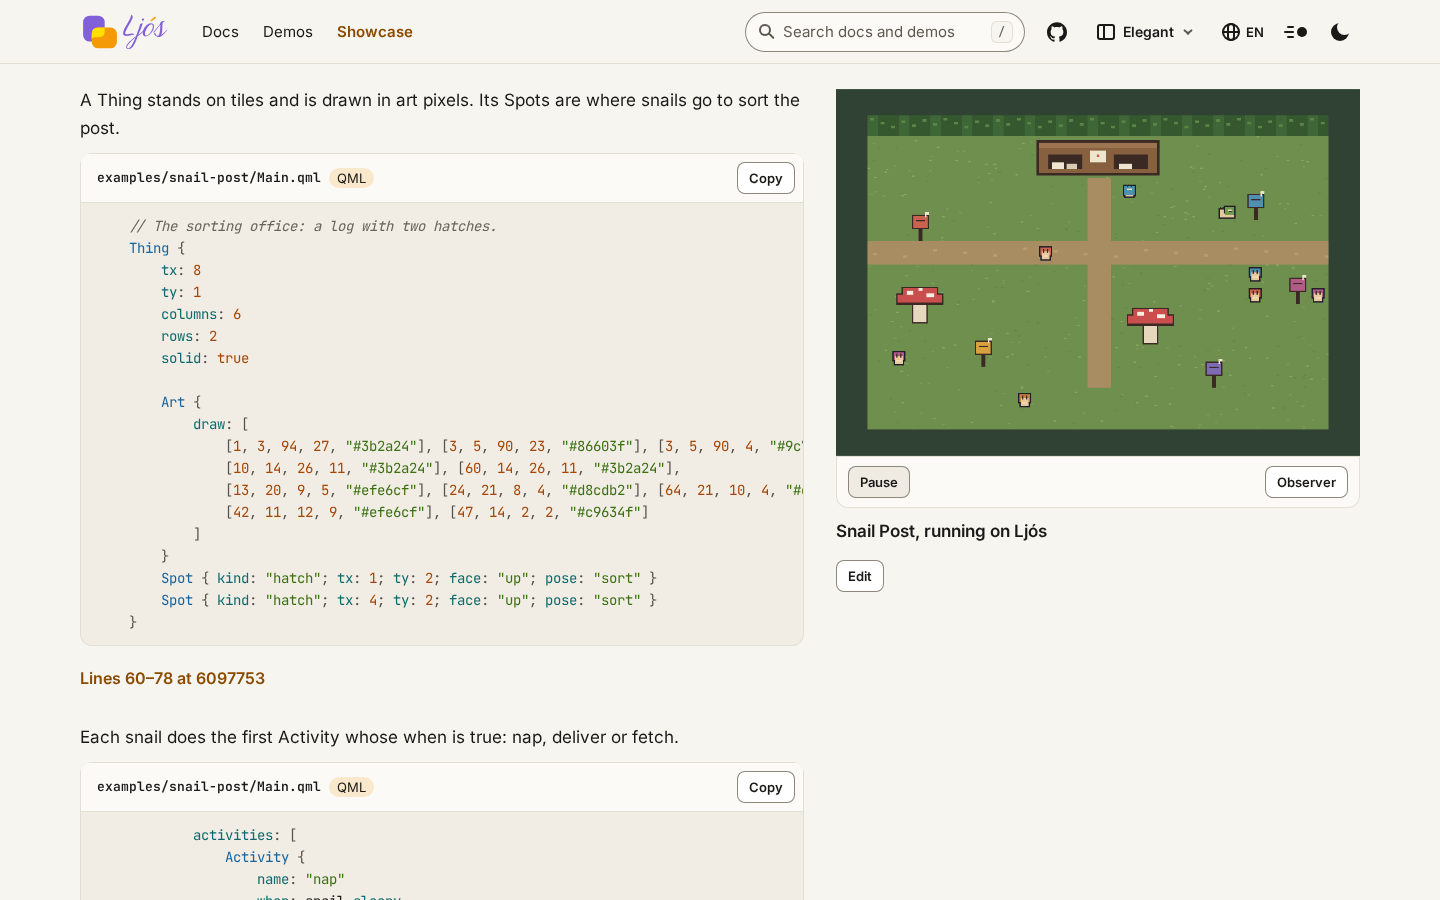 Ljós
Docs
Demos
Showcase
Search docs and demos
/
Elegant
EN
A Thing stands on tiles and is drawn in art pixels. Its Spots are where snails go to sort the
post.
examples/snail-post/Main.qml
QML
Copy
// The sorting office: a log with two hatches.
Thing {
tx: 8
ty: 1
columns: 6
rows: 2
solid: true
Art {
draw: [
[1, 3, 94, 27, "#3b2a24"], [3, 5, 90, 23, "#86603f"], [3, 5, 90, 4, "#9c
[10, 14, 26, 11, "#3b2a24"], [60, 14, 26, 11, "#3b2a24"],
[13, 20, 9, 5, "#efe6cf"], [24, 21, 8, 4, "#d8cdb2"], [64, 21, 10, 4, "#
[42, 11, 12, 9, "#efe6cf"], [47, 14, 2, 2, "#c9634f"]
]
}
Spot { kind: "hatch"; tx: 1; ty: 2; face: "up"; pose: "sort" }
Spot { kind: "hatch"; tx: 4; ty: 2; face: "up"; pose: "sort" }
}
Lines 60–78 at 6097753
Each snail does the first Activity whose when is true: nap, deliver or fetch.
examples/snail-post/Main.qml
QML
Copy
activities: [
Activity {
name: "nap"
when: snail.sleepy
Pause
Observer
Snail Post, running on Ljós
Edit